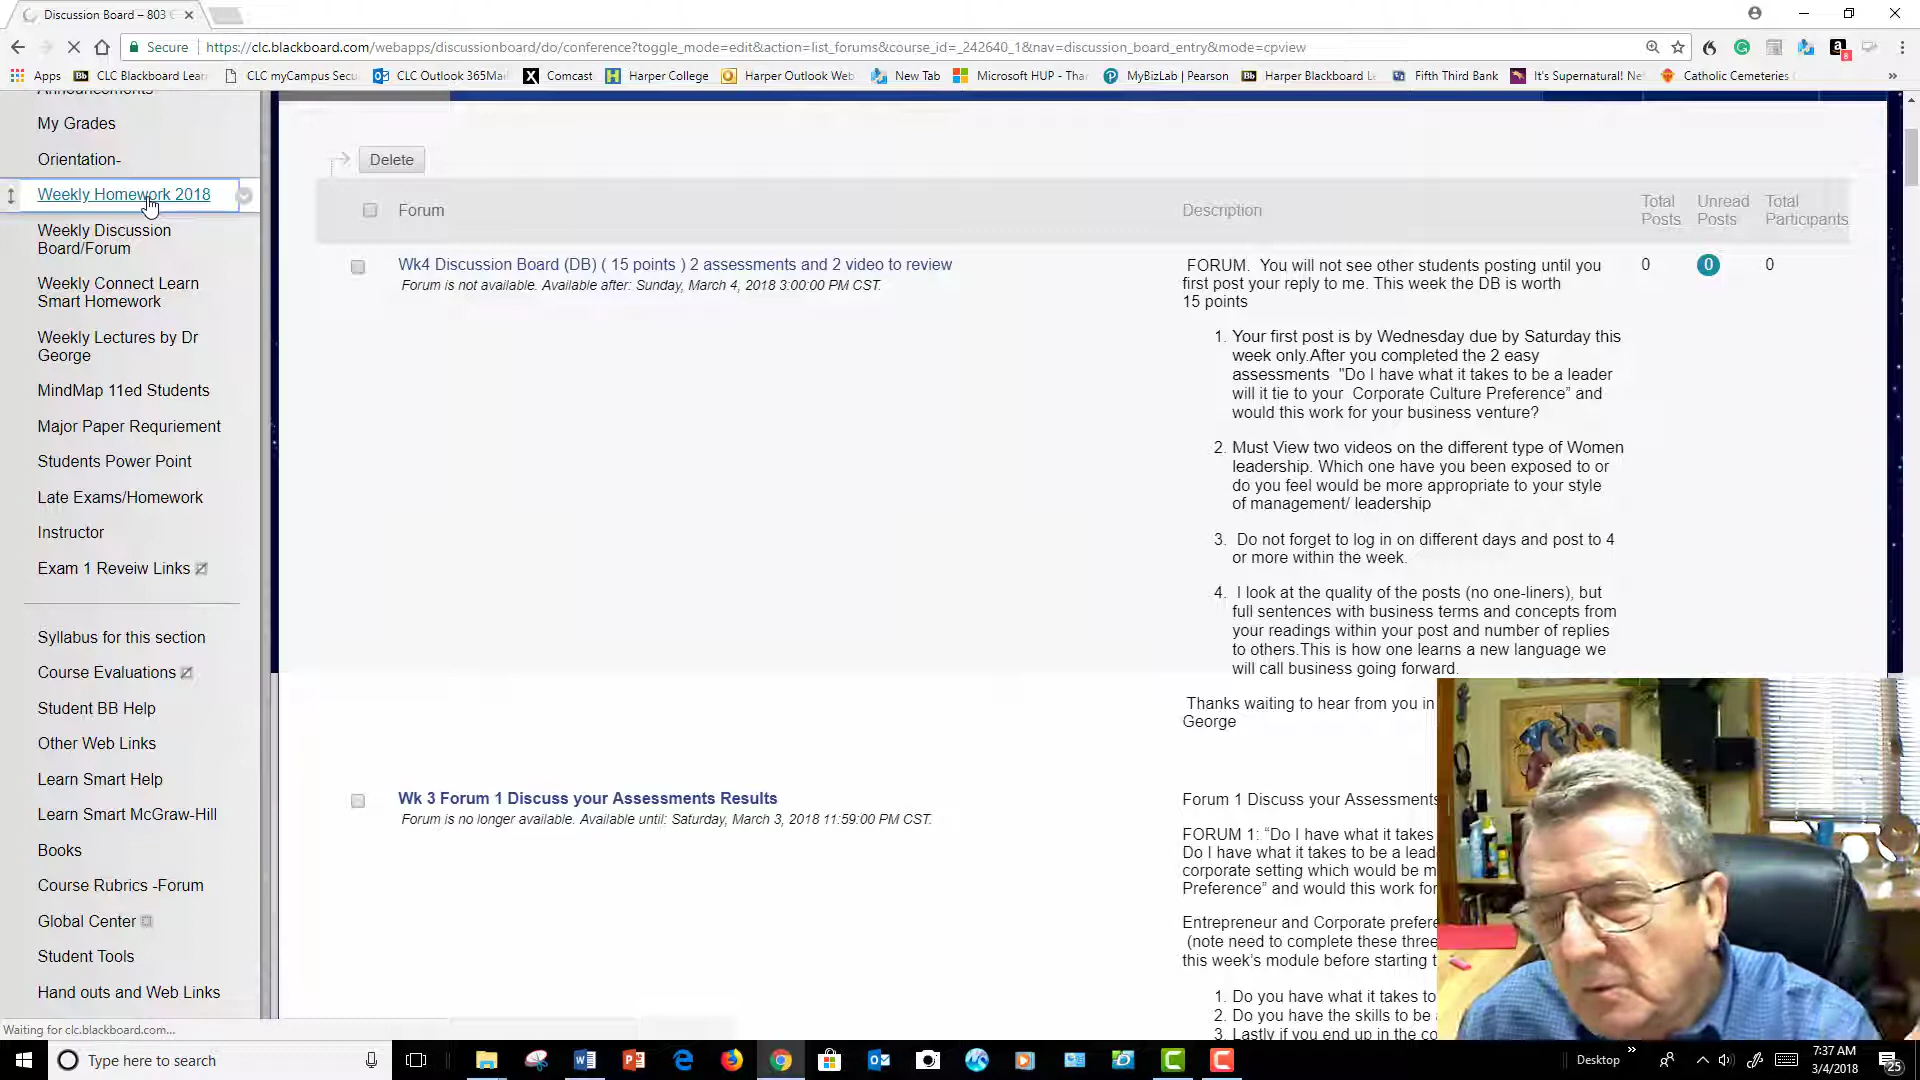 Discussion Board – 803
Secure
https://clc.blackboard.com/webapps/discussionboard/do/conference?toggle_mode=edit&action=list_forums&course_id=_242640_1&nav=discussion_board_entry&mode=cpview
Apps
CLC Blackboard Lear
CLC myCampus Secu
CLC Outlook 365Mai
Comcast
Harper College
Harper Outlook Web
New Tab
Microsoft HUP - Tha
MyBizLab | Pearson
Harper Blackboard L
Fifth Third Bank
It's Supernatural! Ne
Catholic Cemeteries
Announcements
My Grades
Orientation-
Weekly Homework 2018
Weekly Discussion
Board/Forum
Weekly Connect Learn
Smart Homework
Weekly Lectures by Dr
George
MindMap 11ed Students
Major Paper Requriement
Students Power Point
Late Exams/Homework
Instructor
Exam 1 Reveiw Links
Syllabus for this section
Course Evaluations
Student BB Help
Other Web Links
Learn Smart Help
Learn Smart McGraw-Hill
Books
Course Rubrics -Forum
Global Center
Student Tools
Hand outs and Web Links
Waiting for clc.blackboard.com...
Delete
Forum
Description
Total
Posts
Unread
Posts
Total
Participants
Wk4 Discussion Board (DB) ( 15 points ) 2 assessments and 2 video to review
Forum is not available. Available after: Sunday, March 4, 2018 3:00:00 PM CST.
FORUM. You will not see other students posting until you
first post your reply to me. This week the DB is worth
15 points
0
0
0
1. Your first post is by Wednesday due by Saturday this
week only.After you completed the 2 easy
assessments "Do I have what it takes to be a leader
will it tie to your Corporate Culture Preference” and
would this work for your business venture?
2. Must View two videos on the different type of Women
leadership. Which one have you been exposed to or
do you feel would be more appropriate to your style
of management/ leadership
3. Do not forget to log in on different days and post to 4
or more within the week.
4. I look at the quality of the posts (no one-liners), but
full sentences with business terms and concepts from
your readings within your post and number of replies
to others.This is how one learns a new language we
will call business going forward.
Thanks waiting to hear from you in
George
Wk 3 Forum 1 Discuss your Assessments Results
Forum is no longer available. Available until: Saturday, March 3, 2018 11:59:00 PM CST.
Forum 1 Discuss your Assessments
FORUM 1: “Do I have what it takes
Do I have what it takes to be a lead
corporate setting which would be m
Preference” and would this work for
Entrepreneur and Corporate prefere
(note need to complete these three
this week’s module before starting t
1. Do you have what it takes to
2. Do you have the skills to be
3. Lastly if you end up in the co
Type here to search
Desktop
7:37 AM
3/4/2018
25